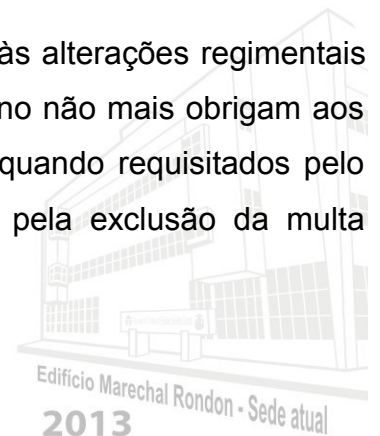 às alterações regimentais
no não mais obrigam aos
quando requisitados pelo
pela exclusão da multa
Edifício Marechal Rondon - Sede atual
2013